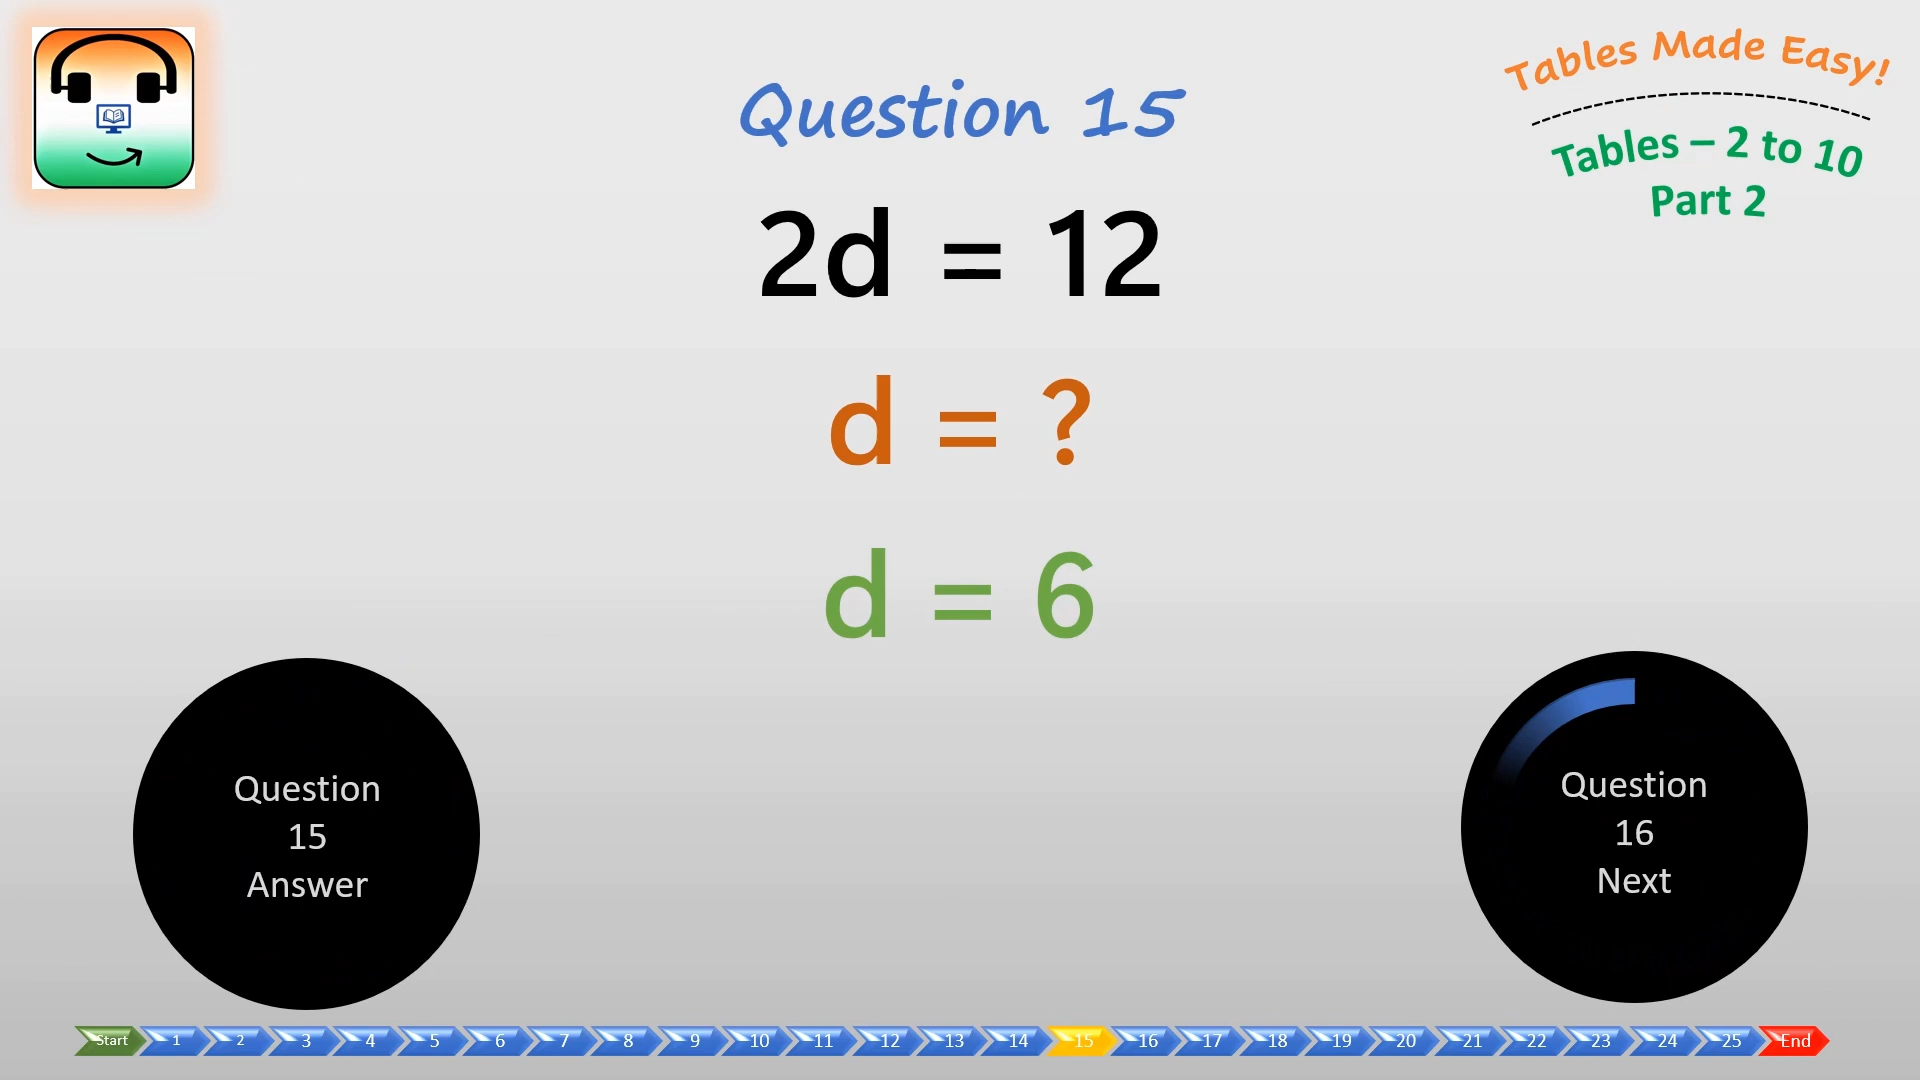 Question 15
Tables Made Easy!
Tables – 2 to 10
Part 2
2d = 12
d = ?
d = 6
Question
15
Answer
Question
16
Next
Start 1 2 3 4 5 6 7 8 9 10 11 12 13 14 15 16 17 18 19 20 21 22 23 24 25 End